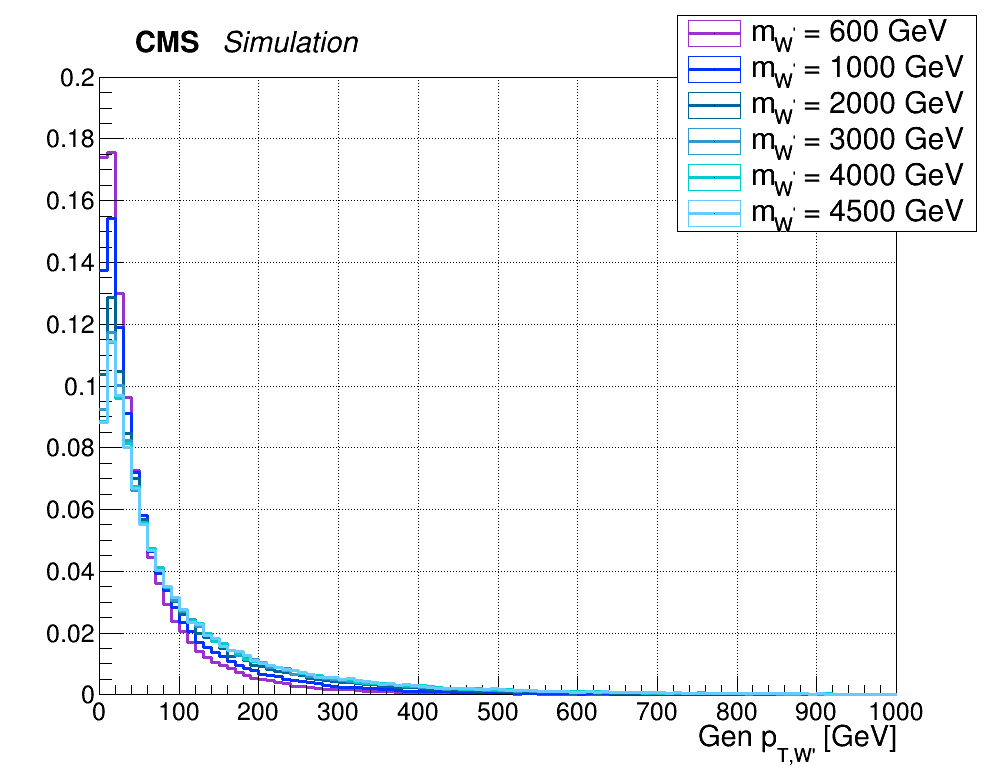 CMS Simulation
m_W' = 600 GeV
m_W' = 1000 GeV
m_W' = 2000 GeV
m_W' = 3000 GeV
m_W' = 4000 GeV
m_W' = 4500 GeV
0.2
0.18
0.16
0.14
0.12
0.1
0.08
0.06
0.04
0.02
0
0 100 200 300 400 500 600 700 800 900 1000
Gen p_T,W' [GeV]